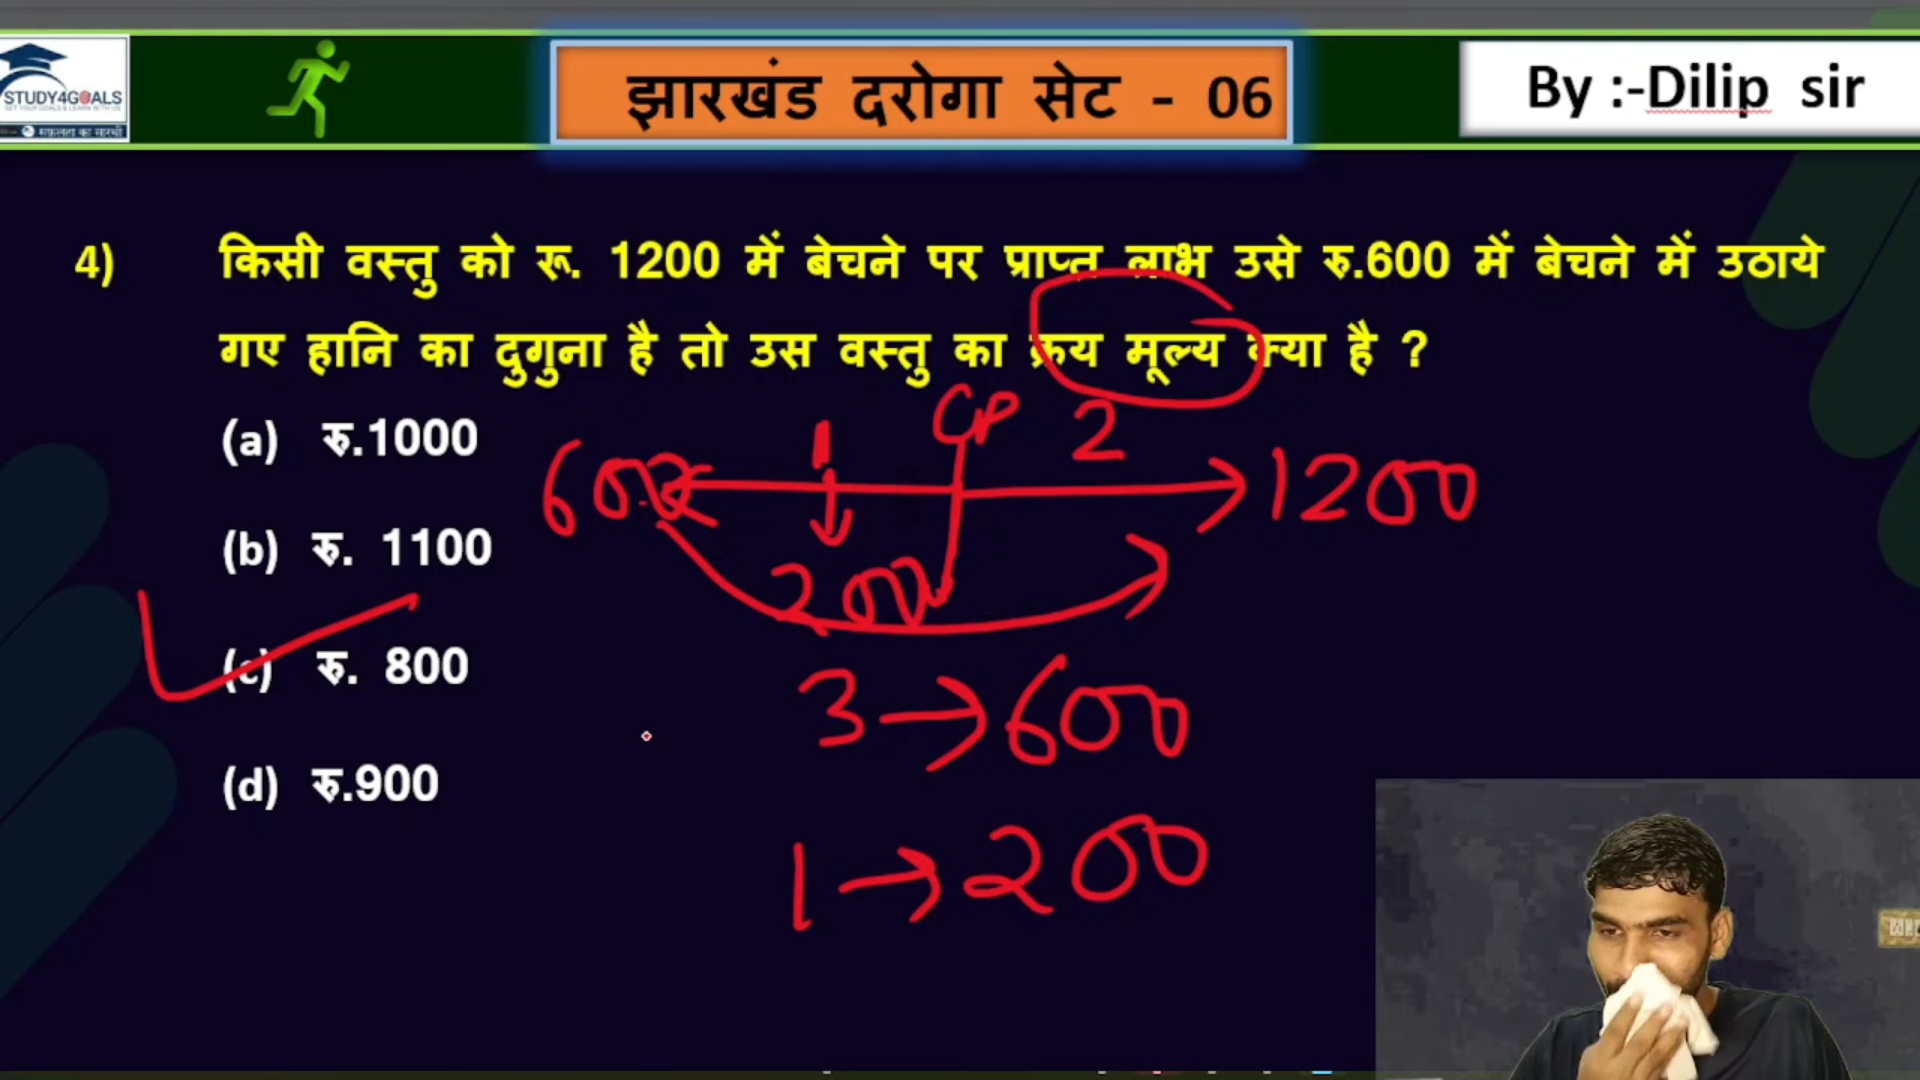 STUDY4GOALS
झारखंड दरोगा सेट - 06
By :-Dilip sir
4) किसी वस्तु को रू. 1200 में बेचने पर प्राप्त लाभ उसे रु.600 में बेचने में उठाये
गए हानि का दुगुना है तो उस वस्तु का क्रय मूल्य क्या है ?
(a) रु.1000
(b) रु. 1100
(c) रु. 800
(d) रु.900
1 CP 2
600 1200
200
3→600
1→200